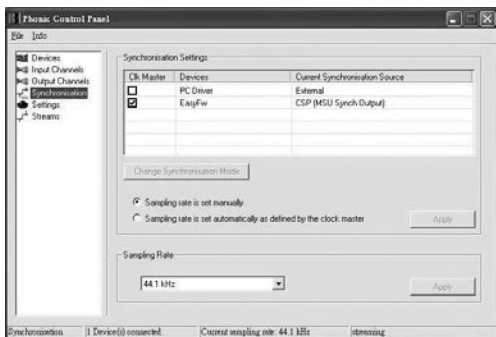 Phonic Control Panel
File Info
Devices
Input Channels
Output Channels
Synchronisation
Settings
Streams
Synchronisation Settings
Clk Master Devices Current Synchronisation Source
PC Driver External
EasyFw CSP (MSU Synch Output)
Change Synchronisation Mode
Sampling rate is set manually
Sampling rate is set automatically as defined by the clock master
Apply
Sampling Rate
44.1 kHz
Apply
Synchronisation 1 Device(s) connected. Current sampling rate: 44.1 kHz streaming